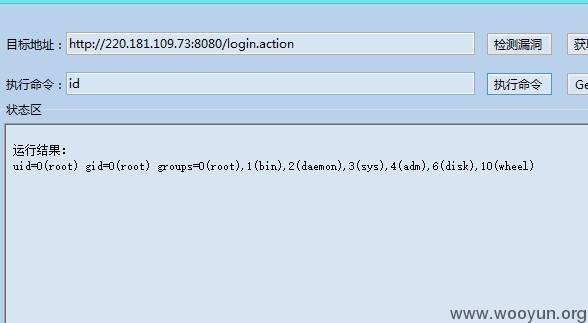 目标地址：http://220.181.109.73:8080/login.action 检测漏洞 获
执行命令：id 执行命令 Ge
状态区
运行结果:
uid=0(root) gid=0(root) groups=0(root),1(bin),2(daemon),3(sys),4(adm),6(disk),10(wheel)
www.wooyun.org